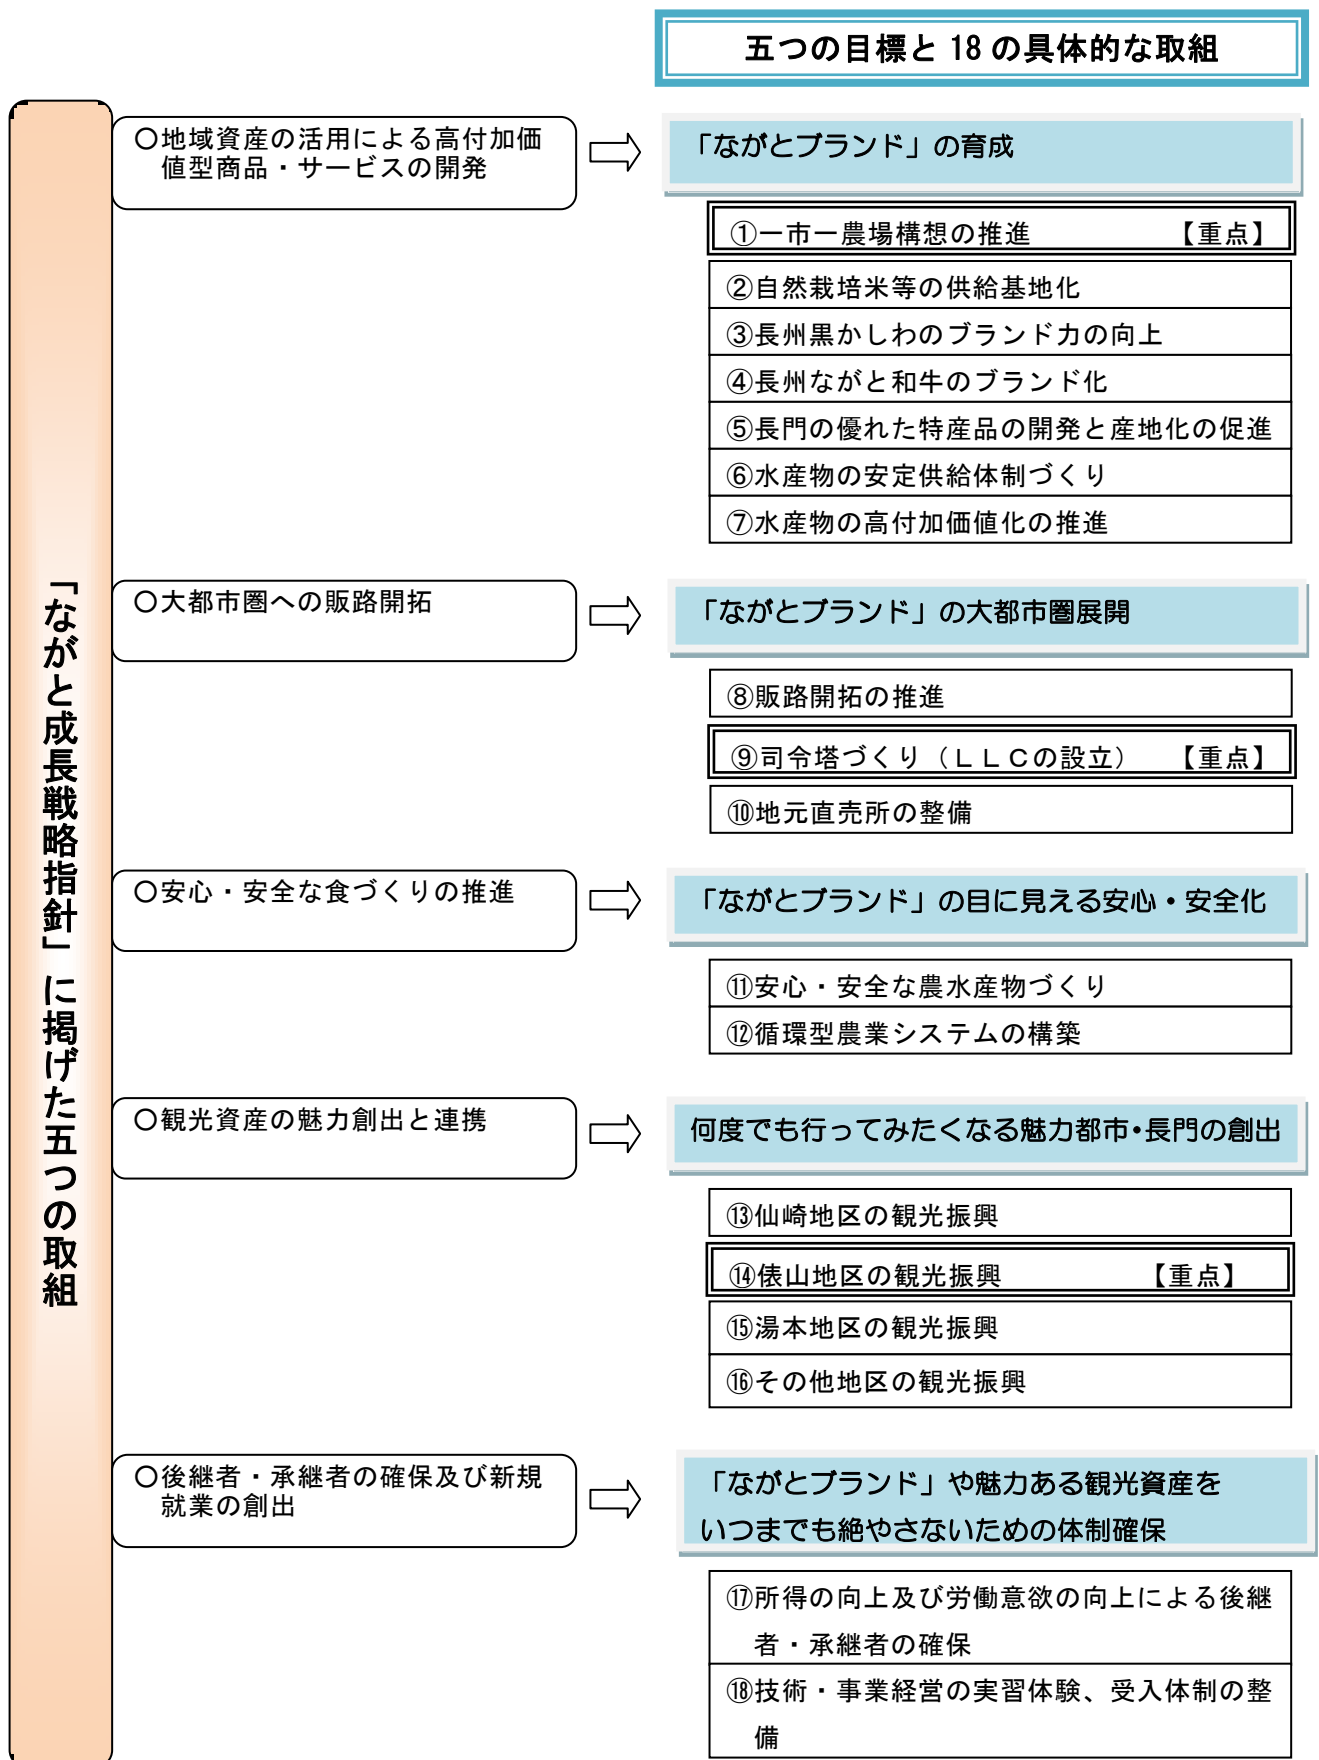 五つの目標と 18 の具体的な取組
「ながと成長戦略指針」に掲げた五つの取組
〇地域資産の活用による高付加価
値型商品・サービスの開発
「ながとブランド」の育成
①一市一農場構想の推進 【重点】
②自然栽培米等の供給基地化
③長州黒かしわのブランド力の向上
④長州ながと和牛のブランド化
⑤長門の優れた特産品の開発と産地化の促進
⑥水産物の安定供給体制づくり
⑦水産物の高付加価値化の推進
〇大都市圏への販路開拓
「ながとブランド」の大都市圏展開
⑧販路開拓の推進
⑨司令塔づくり（ＬＬＣの設立） 【重点】
⑩地元直売所の整備
〇安心・安全な食づくりの推進
「ながとブランド」の目に見える安心・安全化
⑪安心・安全な農水産物づくり
⑫循環型農業システムの構築
〇観光資産の魅力創出と連携
何度でも行ってみたくなる魅力都市・長門の創出
⑬仙崎地区の観光振興
⑭俵山地区の観光振興 【重点】
⑮湯本地区の観光振興
⑯その他地区の観光振興
〇後継者・承継者の確保及び新規
就業の創出
「ながとブランド」や魅力ある観光資産を
いつまでも絶やさないための体制確保
⑰所得の向上及び労働意欲の向上による後継
者・承継者の確保
⑱技術・事業経営の実習体験、受入体制の整
備